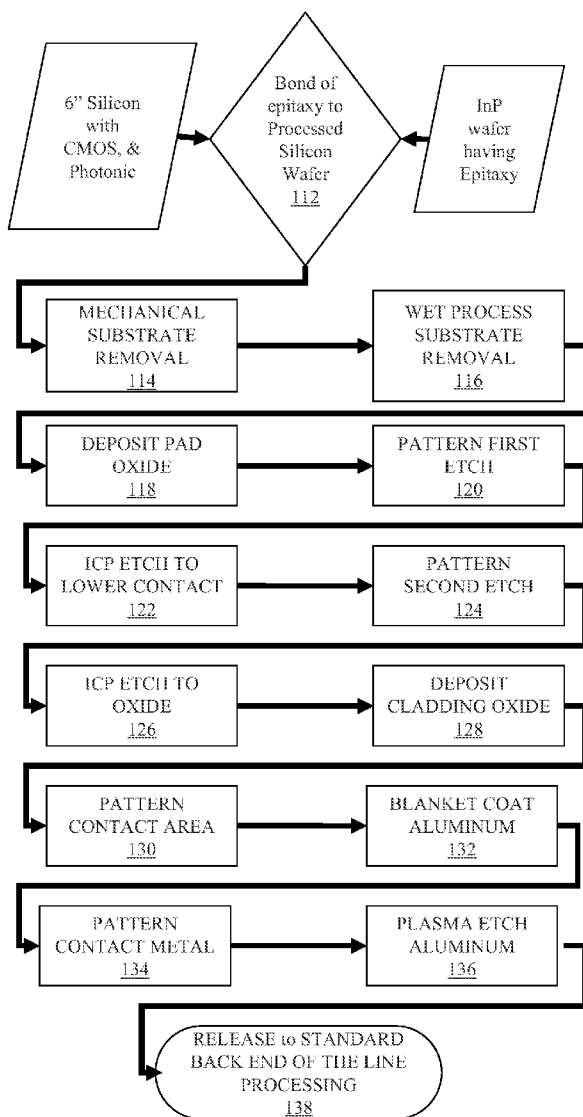 6” Silicon
with
CMOS, &
Photonic
Bond of
epitaxy to
Processed
Silicon
Wafer
112
InP
wafer
having
Epitaxy
MECHANICAL
SUBSTRATE
REMOVAL
114
WET PROCESS
SUBSTRATE
REMOVAL
116
DEPOSIT PAD
OXIDE
118
PATTERN FIRST
ETCH
120
ICP ETCH TO
LOWER CONTACT
122
PATTERN
SECOND ETCH
124
ICP ETCH TO
OXIDE
126
DEPOSIT
CLADDING OXIDE
128
PATTERN
CONTACT AREA
130
BLANKET COAT
ALUMINUM
132
PATTERN
CONTACT METAL
134
PLASMA ETCH
ALUMINUM
136
RELEASE to STANDARD
BACK END OF THE LINE
PROCESSING
138